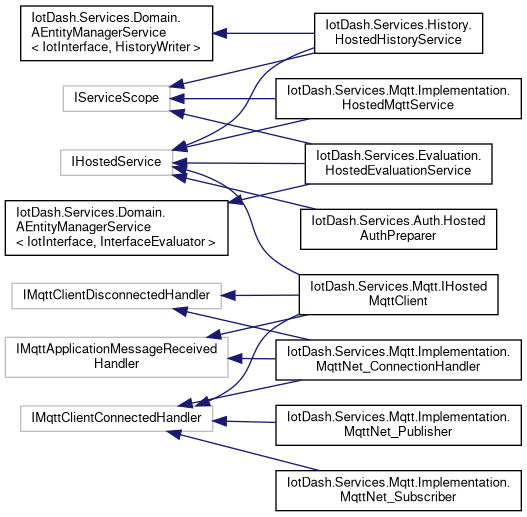 IotDash.Services.Domain.
AEntityManagerService
< IotInterface, HistoryWriter >
IServiceScope
IHostedService
IotDash.Services.Domain.
AEntityManagerService
< IotInterface, InterfaceEvaluator >
IMqttClientDisconnectedHandler
IMqttApplicationMessageReceived
Handler
IMqttClientConnectedHandler
IotDash.Services.History.
HostedHistoryService
IotDash.Services.Mqtt.Implementation.
HostedMqttService
IotDash.Services.Evaluation.
HostedEvaluationService
IotDash.Services.Auth.Hosted
AuthPreparer
IotDash.Services.Mqtt.IHosted
MqttClient
IotDash.Services.Mqtt.Implementation.
MqttNet_ConnectionHandler
IotDash.Services.Mqtt.Implementation.
MqttNet_Publisher
IotDash.Services.Mqtt.Implementation.
MqttNet_Subscriber